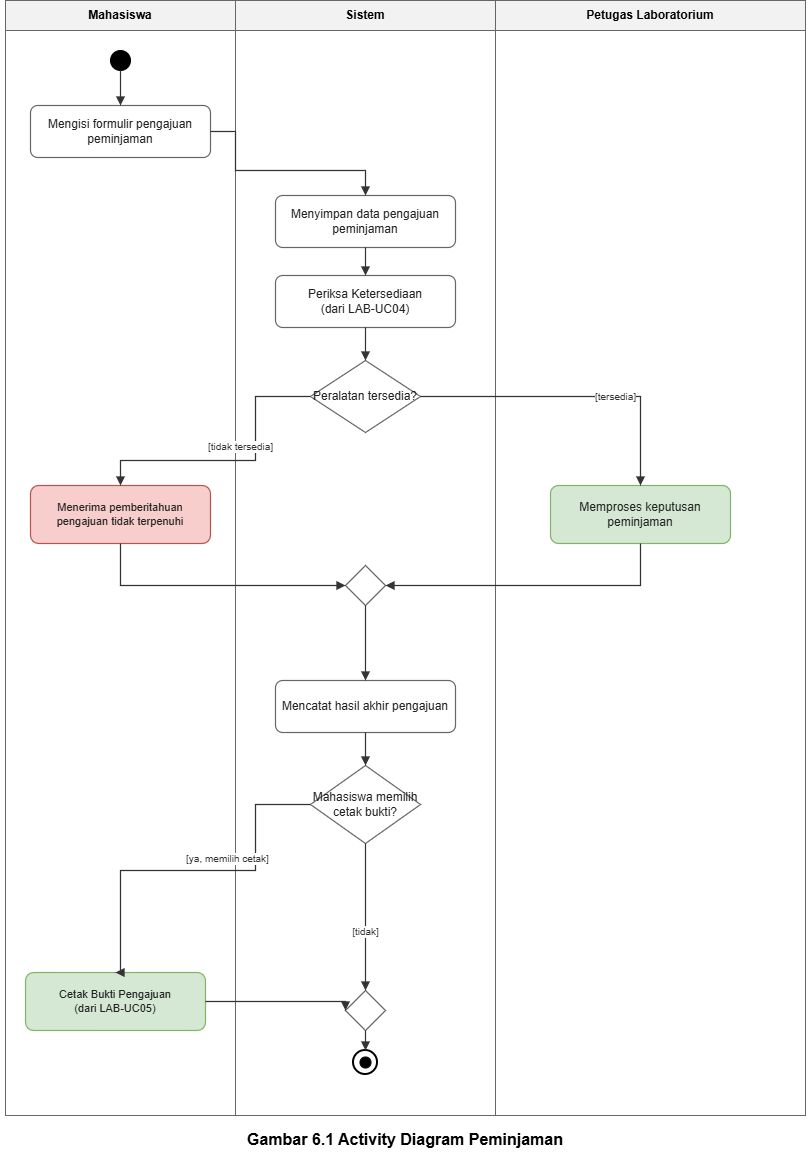 Mahasiswa
Sistem
Petugas Laboratorium
Mengisi formulir pengajuan
peminjaman
Menyimpan data pengajuan
peminjaman
Periksa Ketersediaan
(dari LAB-UC04)
Peralatan tersedia?
[tersedia]
[tidak tersedia]
Menerima pemberitahuan
pengajuan tidak terpenuhi
Memproses keputusan
peminjaman
Mencatat hasil akhir pengajuan
Mahasiswa memilih
cetak bukti?
[ya, memilih cetak]
[tidak]
Cetak Bukti Pengajuan
(dari LAB-UC05)
Gambar 6.1 Activity Diagram Peminjaman